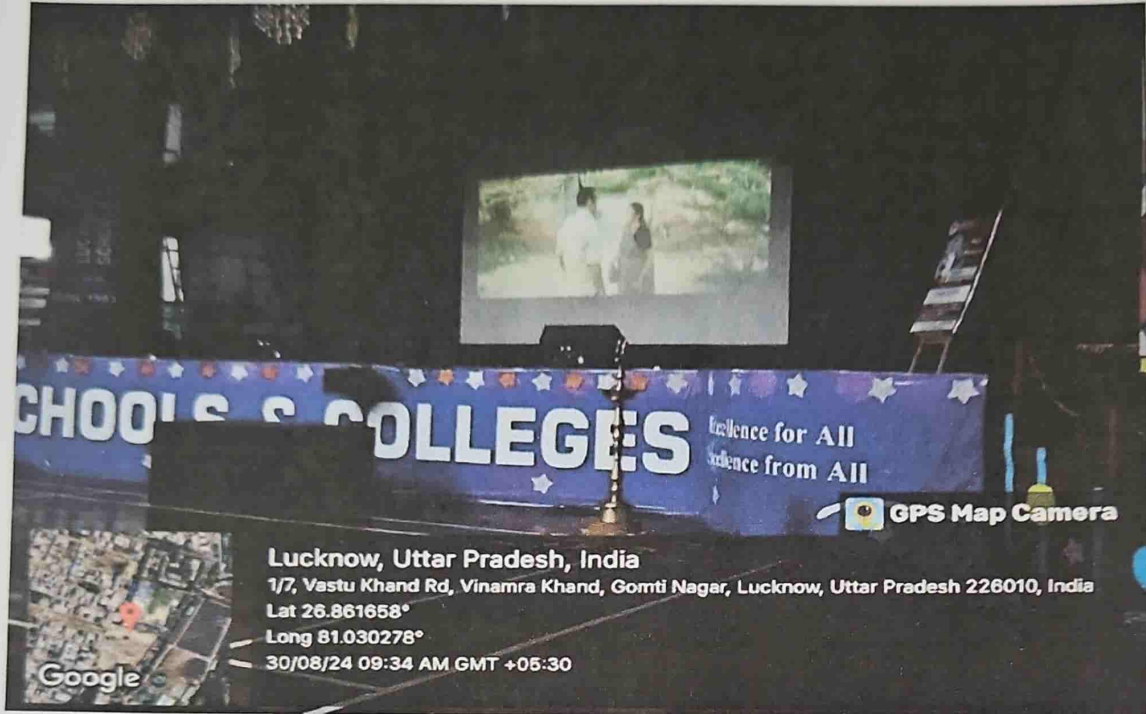 CHOOLS & COLLEGES
Excellence for All
Excellence from All
GPS Map Camera
Lucknow, Uttar Pradesh, India
1/7, Vastu Khand Rd, Vinamra Khand, Gomti Nagar, Lucknow, Uttar Pradesh 226010, India
Lat 26.861658°
Long 81.030278°
30/08/24 09:34 AM GMT +05:30
Google